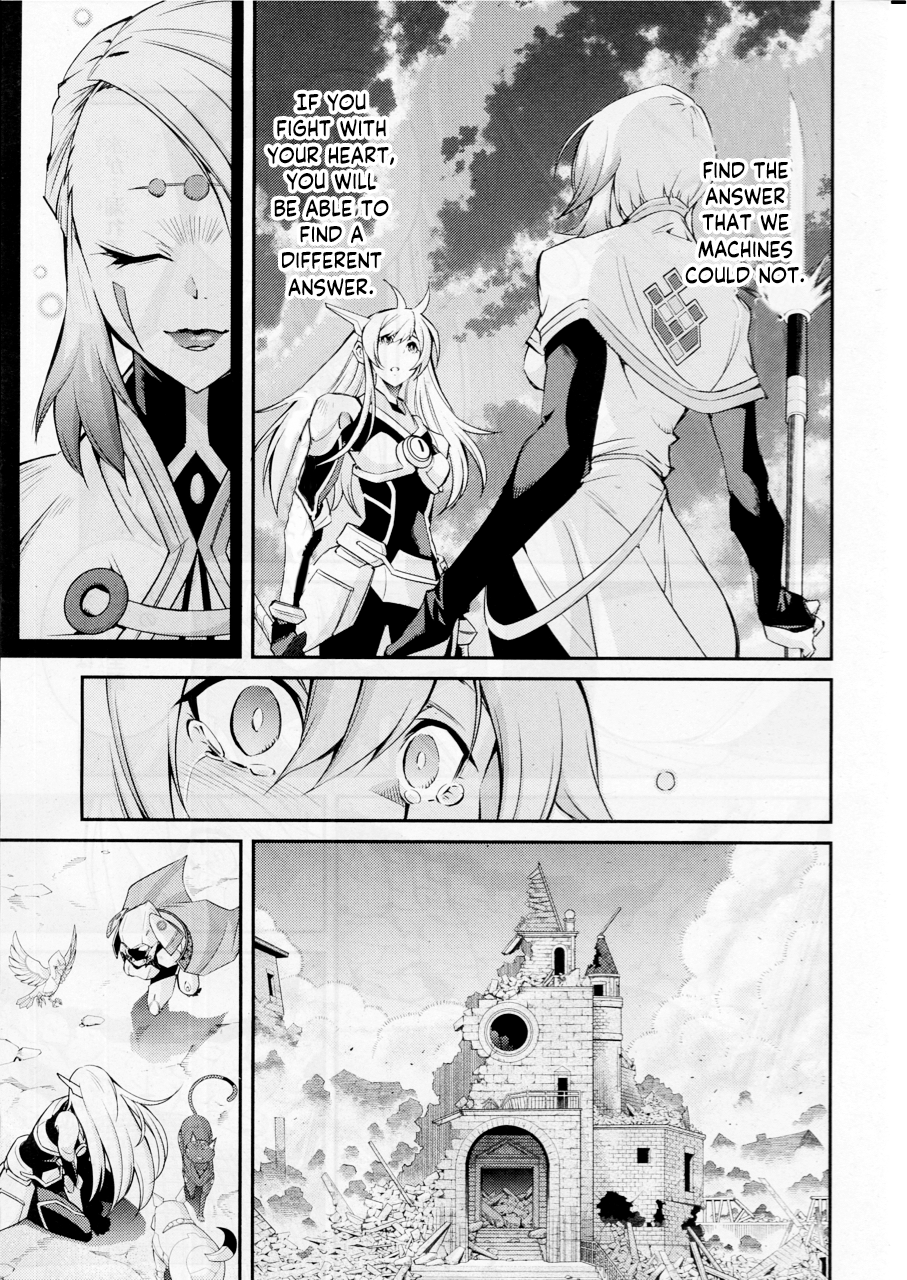 FIND THE
ANSWER
THAT WE
MACHINES
COULD NOT.
IF YOU
FIGHT WITH
YOUR HEART,
YOU WILL
BE ABLE TO
FIND A
DIFFERENT
ANSWER.